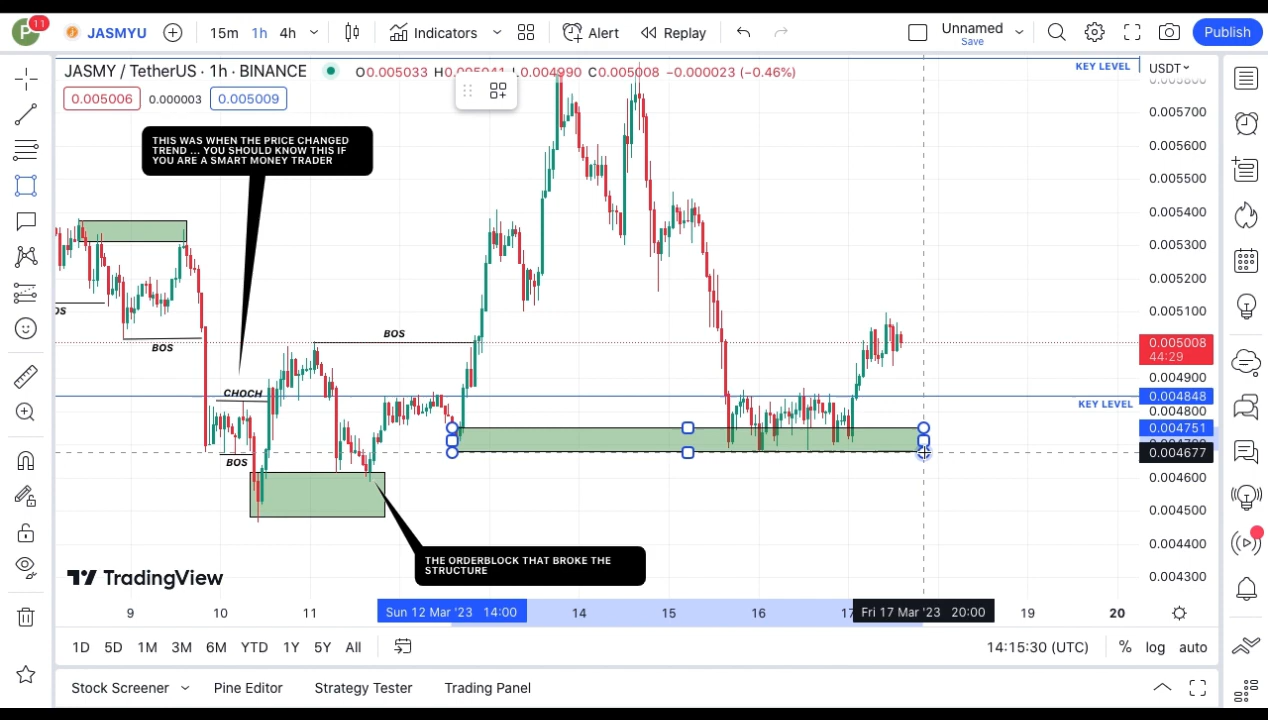 P
11
JASMYU
15m 1h 4h
Indicators
Alert
Replay
Unnamed
Save
Publish
JASMY / TetherUS · 1h · BINANCE
O0.005033 L0.004990 C0.005008 −0.000023 (−0.46%)
0.005006 0.000003 0.005009
KEY LEVEL
USDT
THIS WAS WHEN THE PRICE CHANGED
TREND ... YOU SHOULD KNOW THIS IF
YOU ARE A SMART MONEY TRADER
0.005700
0.005600
0.005500
0.005400
0.005300
0.005200
0.005100
BOS
BOS
0.005008
44:29
0.004900
CHOCH
0.004848
KEY LEVEL
0.004800
0.004751
BOS
0.004677
0.004600
0.004500
0.004400
0.004300
THE ORDERBLOCK THAT BROKE THE
STRUCTURE
TradingView
9 10 11 Sun 12 Mar '23 14:00 14 15 16 17 Fri 17 Mar '23 20:00 19 20
1D 5D 1M 3M 6M YTD 1Y 5Y All
14:15:30 (UTC) % log auto
Stock Screener Pine Editor Strategy Tester Trading Panel